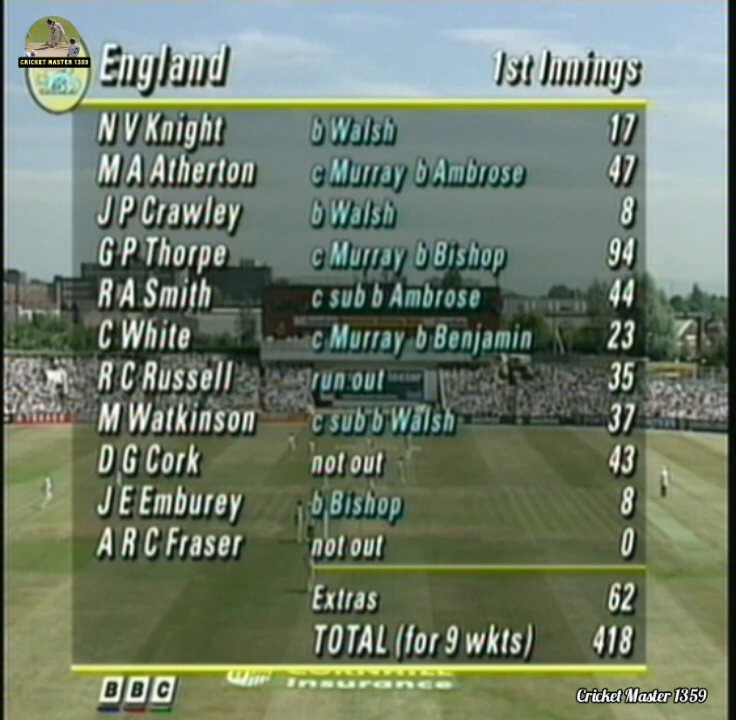 CRICKET MASTER 1359
England 1st Innings
N V Knight b Walsh 17
M A Atherton c Murray b Ambrose 47
J P Crawley b Walsh 8
G P Thorpe c Murray b Bishop 94
R A Smith c sub b Ambrose 44
C White c Murray b Benjamin 23
R C Russell run out 35
M Watkinson c sub b Walsh 37
D G Cork not out 43
J E Emburey b Bishop 8
A R C Fraser not out 0
Extras 62
TOTAL (for 9 wkts) 418
CORNHILL
Insurance
BBC
Cricket Master 1359